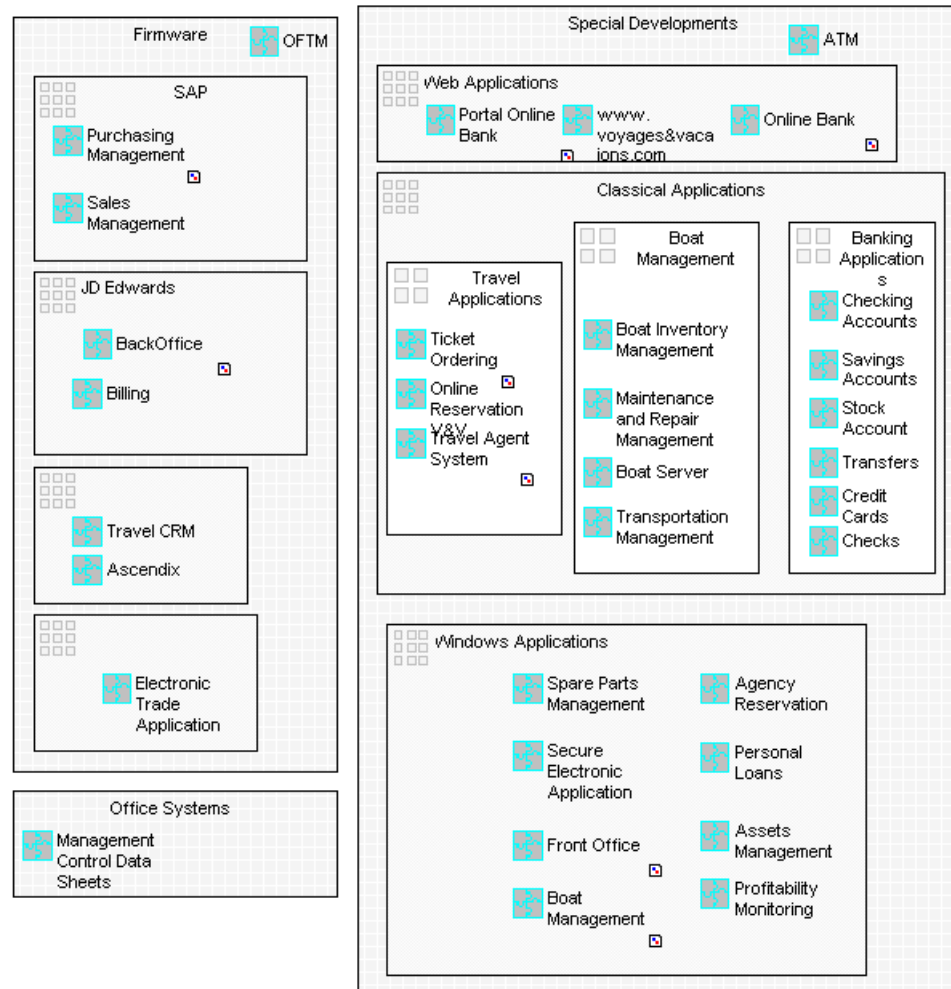 Firmware
OFTM
SAP
Purchasing
Management
Sales
Management
JD Edwards
BackOffice
Billing
Travel CRM
Ascendix
Electronic
Trade
Application
Office Systems
Management
Control Data
Sheets
Special Developments
ATM
Web Applications
Portal Online
Bank
www.
voyages&vaca
ions.com
Online Bank
Classical Applications
Travel
Applications
Ticket
Ordering
Online
Reservation
V&V
Travel Agent
System
Boat
Management
Boat Inventory
Management
Maintenance
and Repair
Management
Boat Server
Transportation
Management
Banking
Application
s
Checking
Accounts
Savings
Accounts
Stock
Account
Transfers
Credit
Cards
Checks
Windows Applications
Spare Parts
Management
Secure
Electronic
Application
Front Office
Boat
Management
Agency
Reservation
Personal
Loans
Assets
Management
Profitability
Monitoring